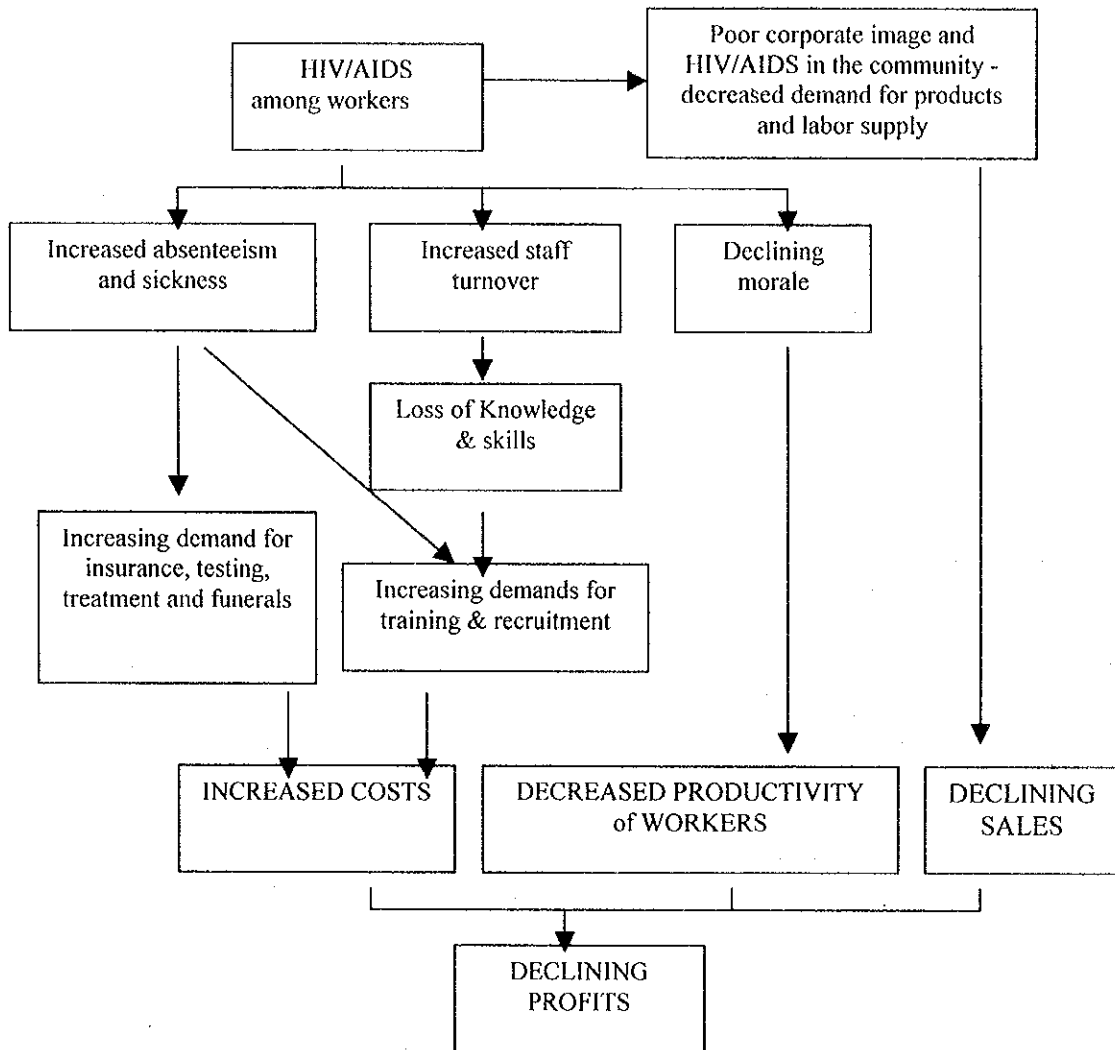 HIV/AIDS
among workers
Poor corporate image and
HIV/AIDS in the community -
decreased demand for products
and labor supply
Increased absenteeism
and sickness
Increased staff
turnover
Declining
morale
Loss of Knowledge
& skills
Increasing demand for
insurance, testing,
treatment and funerals
Increasing demands for
training & recruitment
INCREASED COSTS
DECREASED PRODUCTIVITY
of WORKERS
DECLINING
SALES
DECLINING
PROFITS